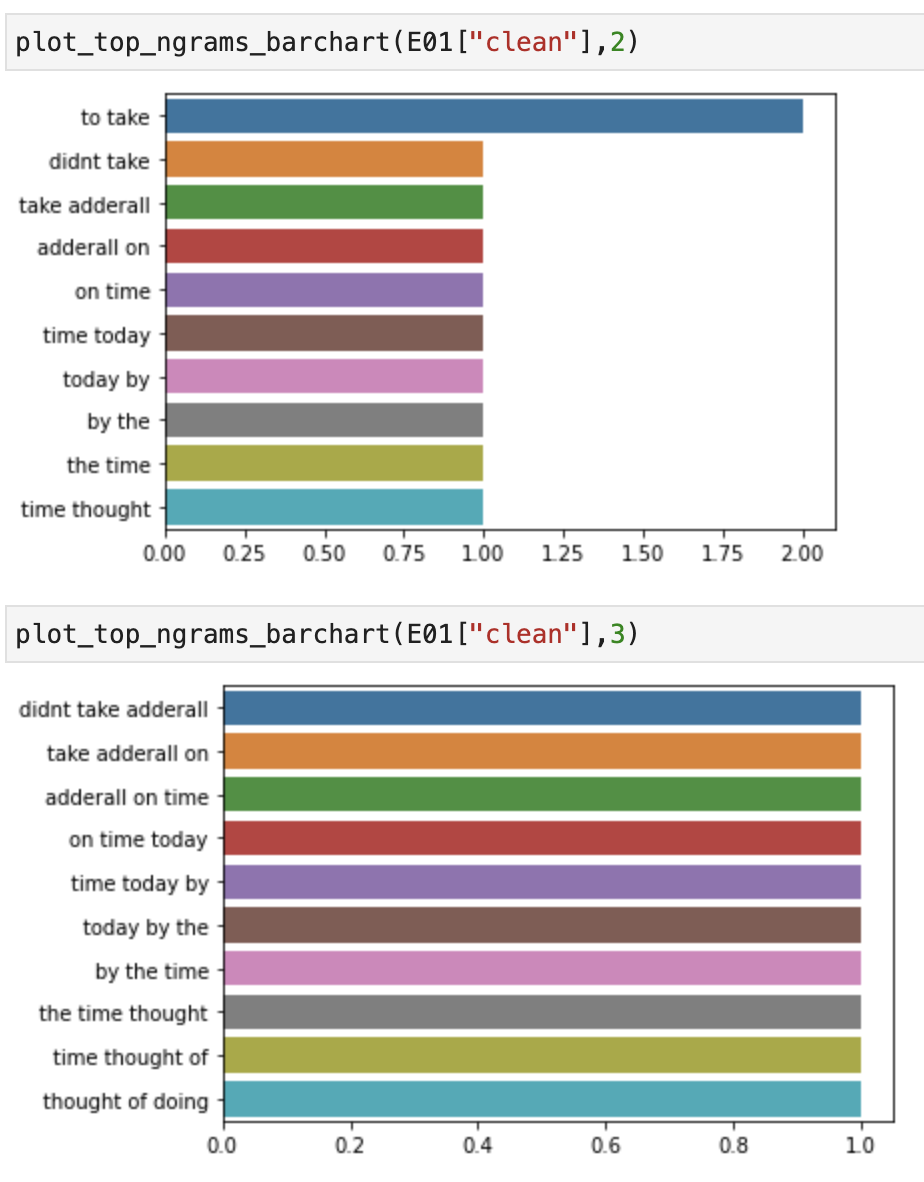 plot_top_ngrams_barchart(E01["clean"],2)
to take
didnt take
take adderall
adderall on
on time
time today
today by
by the
the time
time thought
0.00 0.25 0.50 0.75 1.00 1.25 1.50 1.75 2.00
plot_top_ngrams_barchart(E01["clean"],3)
didnt take adderall
take adderall on
adderall on time
on time today
time today by
today by the
by the time
the time thought
time thought of
thought of doing
0.0 0.2 0.4 0.6 0.8 1.0